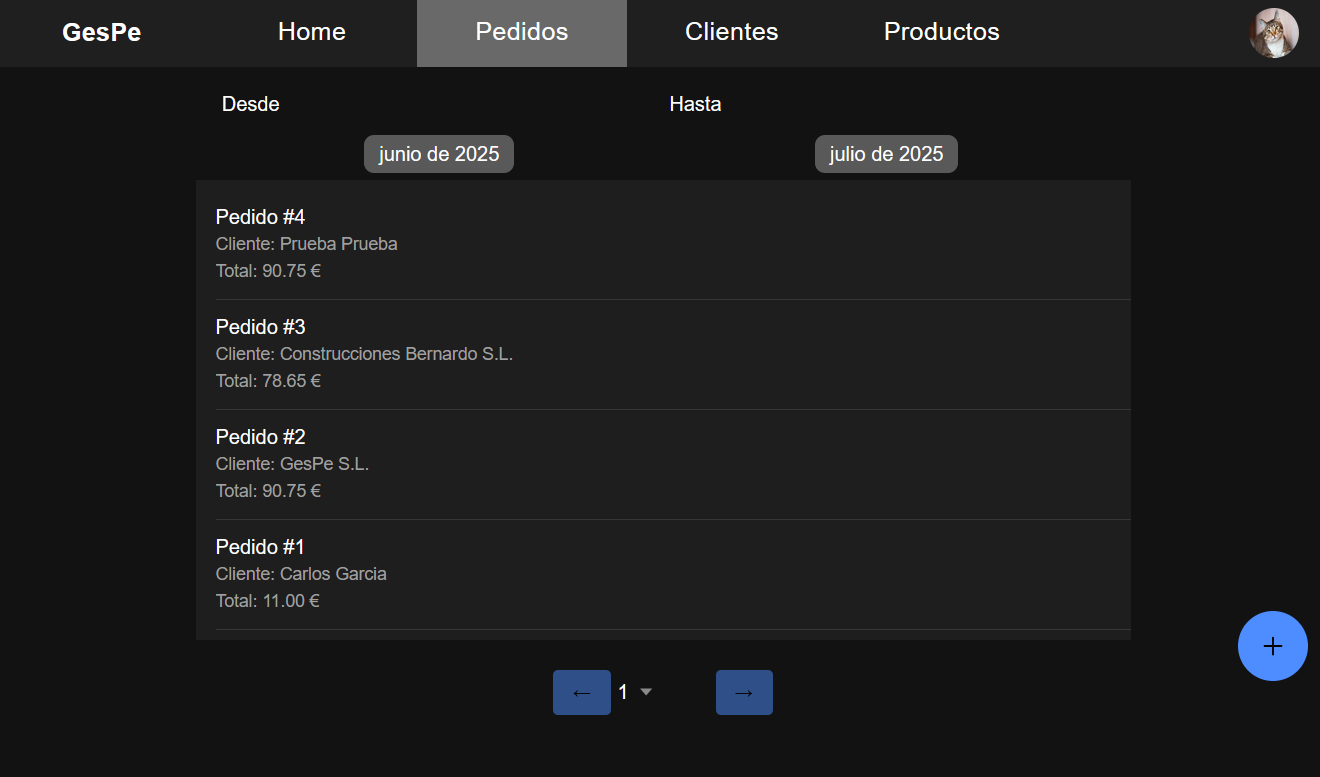 GesPe Home Pedidos Clientes Productos
Desde Hasta
junio de 2025 julio de 2025
Pedido #4
Cliente: Prueba Prueba
Total: 90.75 €
Pedido #3
Cliente: Construcciones Bernardo S.L.
Total: 78.65 €
Pedido #2
Cliente: GesPe S.L.
Total: 90.75 €
Pedido #1
Cliente: Carlos Garcia
Total: 11.00 €
← 1 →
+